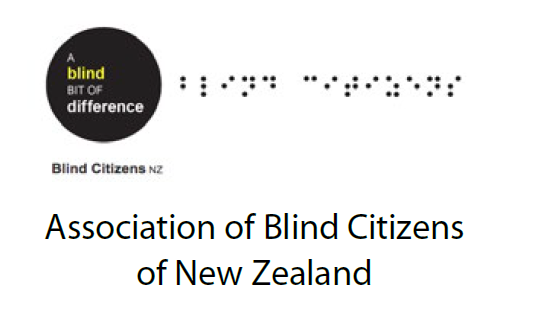 A
blind
BIT OF
difference
⠃⠇⠊⠝⠙ ⠉⠊⠞⠊⠵⠑⠝⠎
Blind Citizens NZ
Association of Blind Citizens
of New Zealand